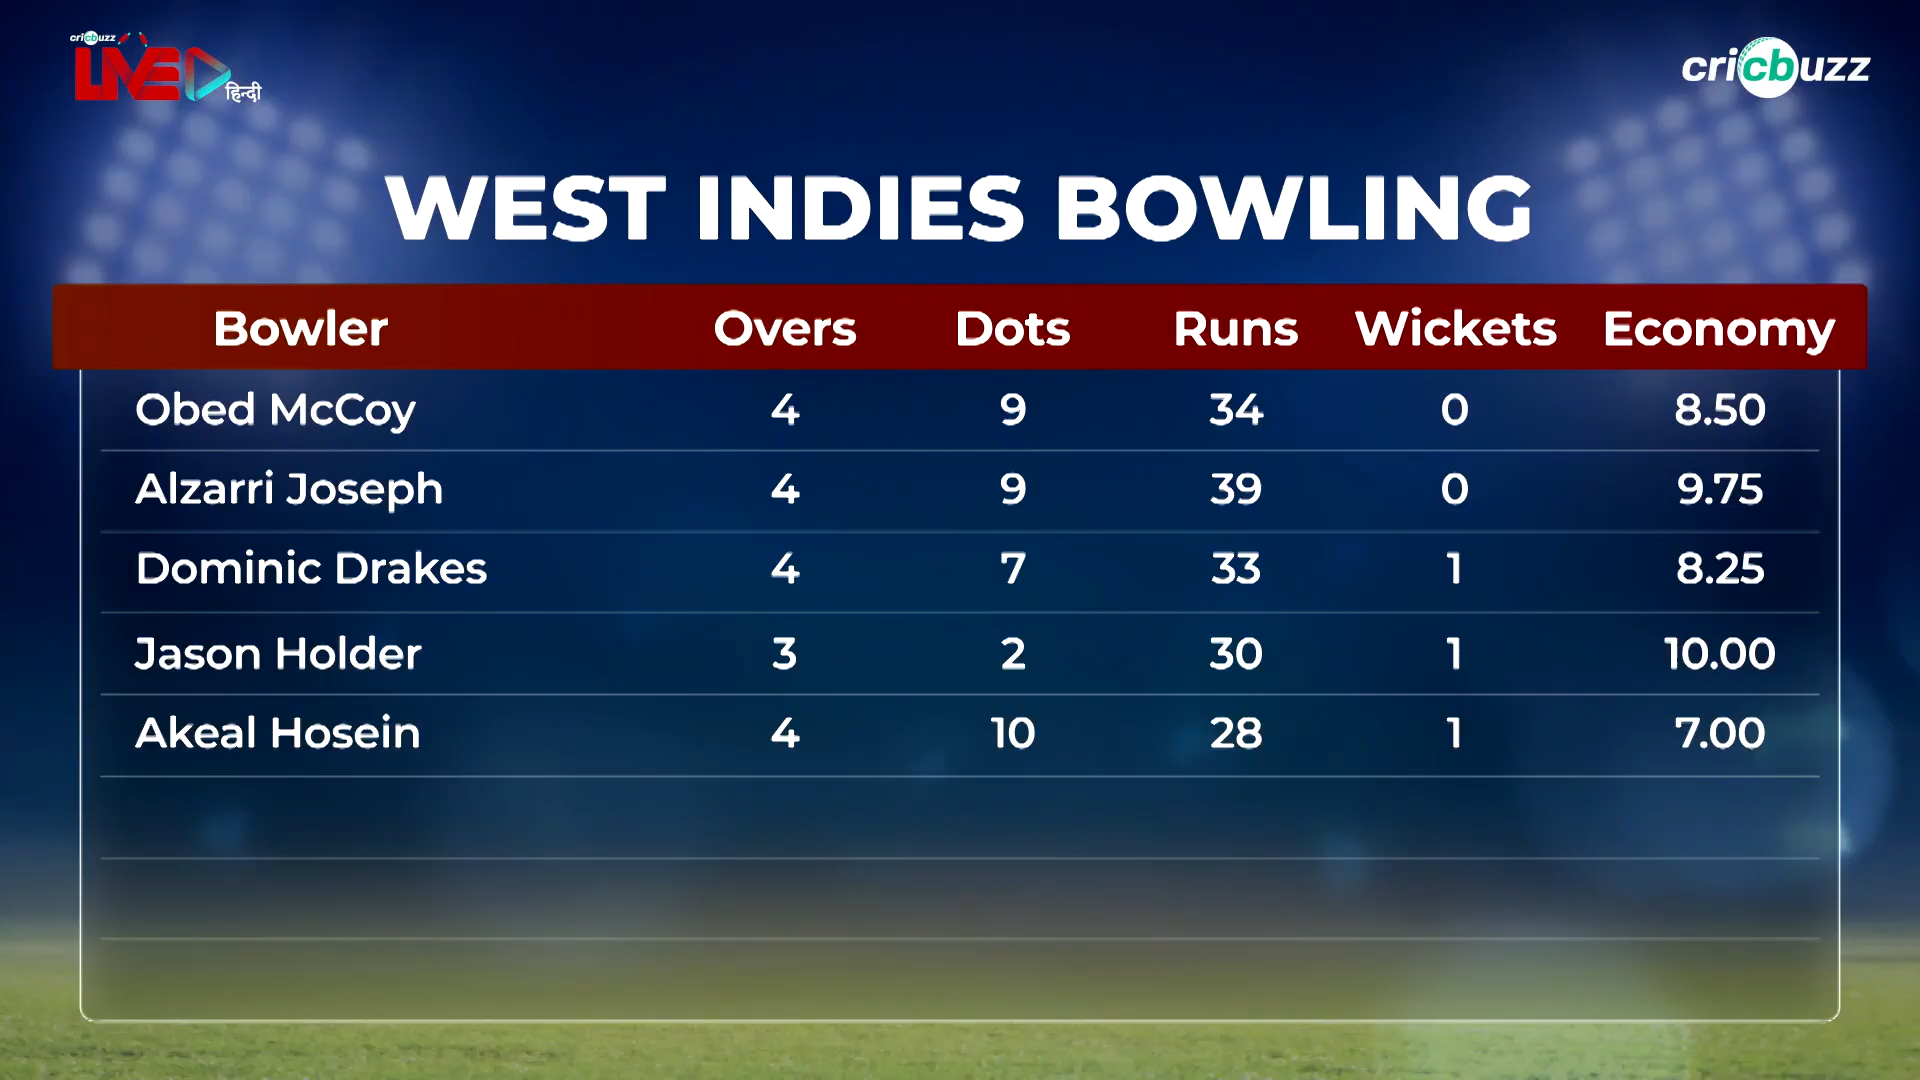 cricbuzz
LIVE हिन्दी
cricbuzz
WEST INDIES BOWLING
Bowler Overs Dots Runs Wickets Economy
Obed McCoy 4 9 34 0 8.50
Alzarri Joseph 4 9 39 0 9.75
Dominic Drakes 4 7 33 1 8.25
Jason Holder 3 2 30 1 10.00
Akeal Hosein 4 10 28 1 7.00